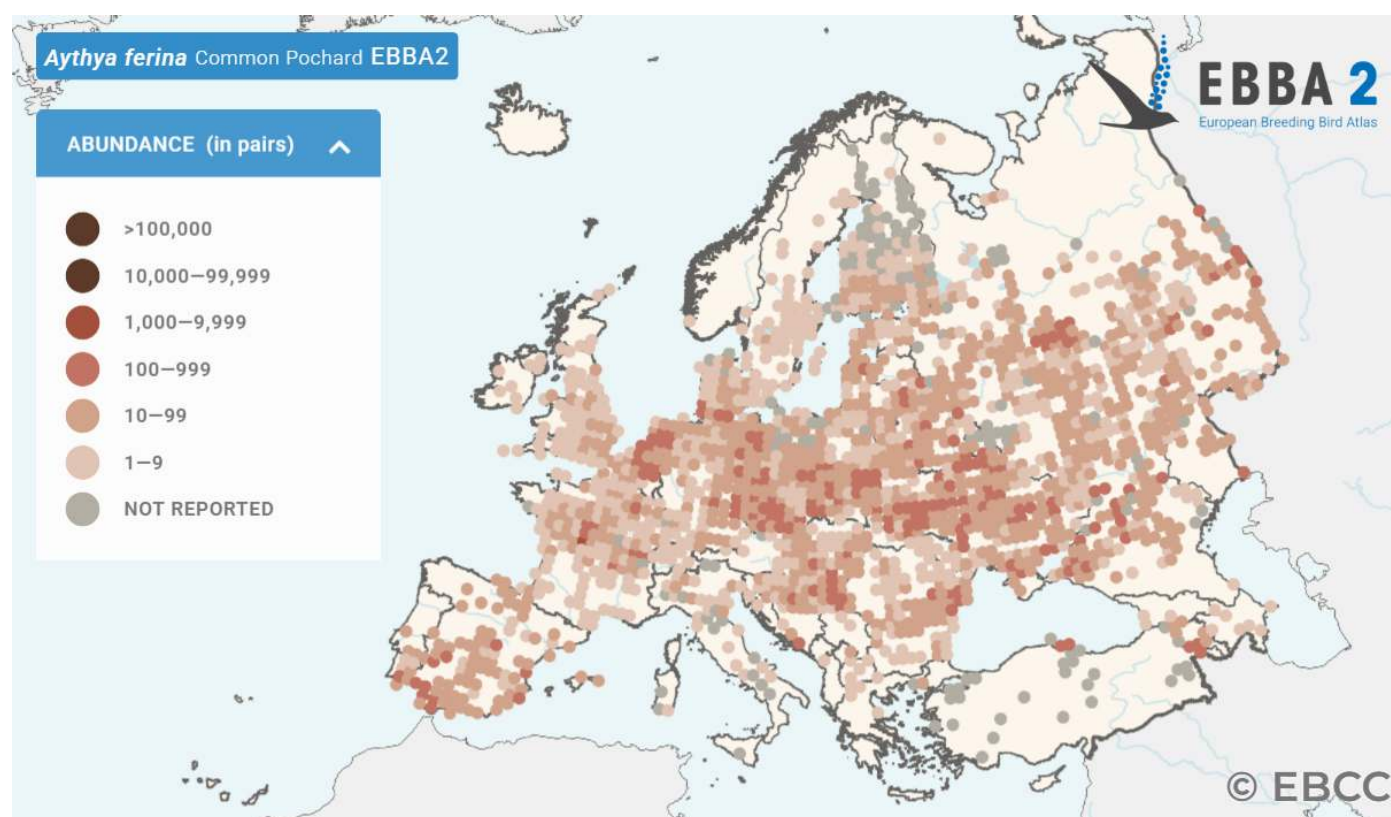 Aythya ferina Common Pochard EBBA2
ABUNDANCE (in pairs)
>100,000
10,000–99,999
1,000–9,999
100–999
10–99
1–9
NOT REPORTED
EBBA 2
European Breeding Bird Atlas
© EBCC